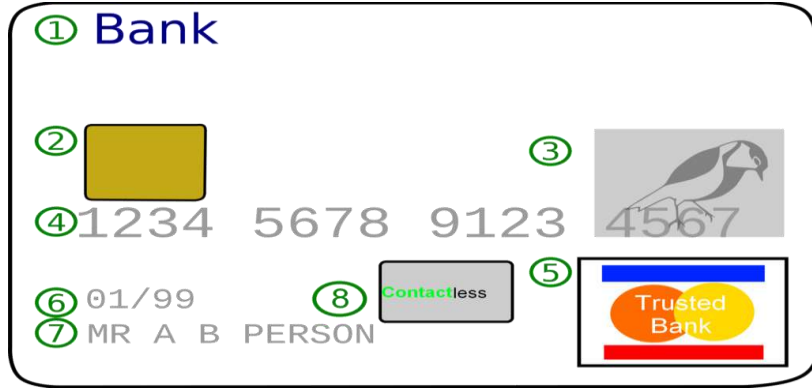 1 Bank
2
3
4 1234 5678 9123 4567
5
Trusted
Bank
6 01/99
8 Contactless
7 MR A B PERSON